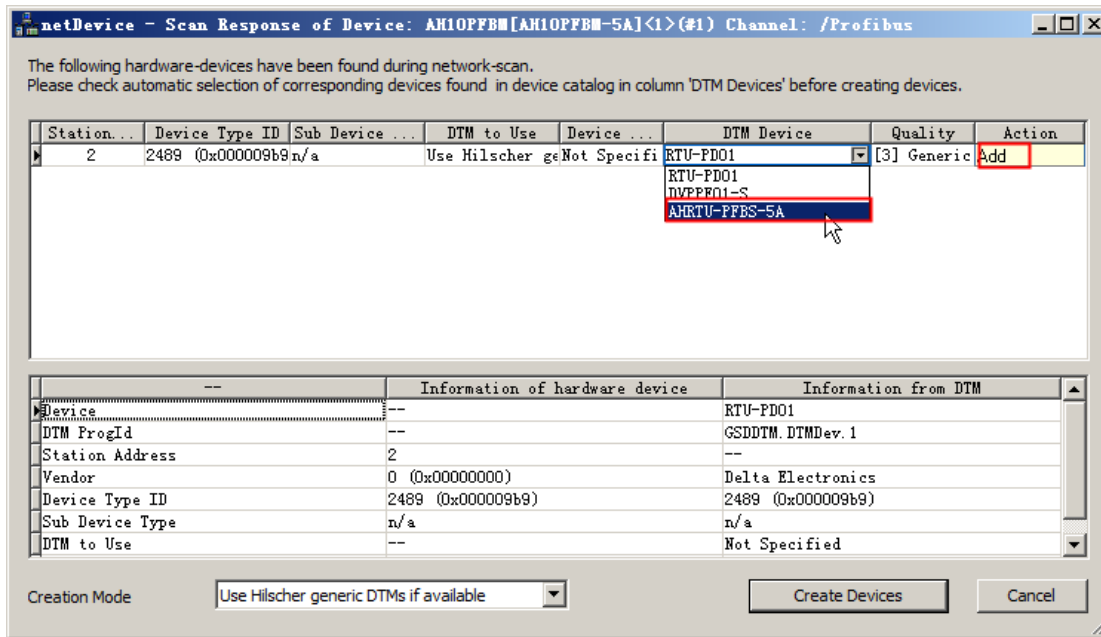 netDevice - Scan Response of Device: AH10PFBM[AH10PFBM-5A]<1>(#1) Channel: /Profibus
The following hardware-devices have been found during network-scan.
Please check automatic selection of corresponding devices found in device catalog in column 'DTM Devices' before creating devices.
Station... Device Type ID Sub Device ... DTM to Use Device ... DTM Device Quality Action
2 2489 (0x000009b9) n/a Use Hilscher ge Not Specifi RTU-PD01 [3] Generic Add
RTU-PD01
DVPPF01-S
AHRTU-PFBS-5A
-- Information of hardware device Information from DTM
Device -- RTU-PD01
DTM ProgId -- GSDDTM.DTMDev.1
Station Address 2 --
Vendor 0 (0x00000000) Delta Electronics
Device Type ID 2489 (0x000009b9) 2489 (0x000009b9)
Sub Device Type n/a n/a
DTM to Use -- Not Specified
Creation Mode Use Hilscher generic DTMs if available Create Devices Cancel